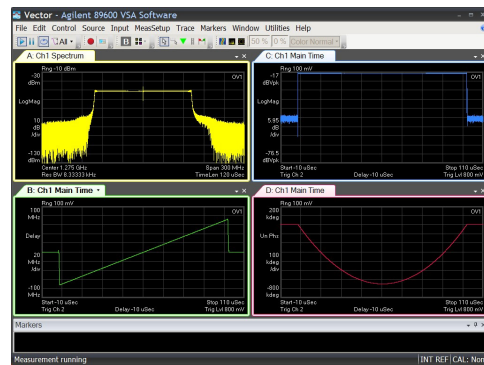 Vector - Agilent 89600 VSA Software
File Edit Control Source Input MeasSetup Trace Markers Window Utilities Help
All
B
50 % 0 % Color Normal
A: Ch1 Spectrum
Rng -10 dBm
-30
dBm
OV1
LogMag
10
dB
/div
-130
dBm
Center 1.275 GHz
Span 300 MHz
Res BW 8.33333 kHz
TimeLen 120 uSec
C: Ch1 Main Time
Rng 100 mV
-17
dBVpk
OV1
LogMag
5.95
dB
/div
-76.5
dBVpk
Start-10 uSec
Stop 110 uSec
Trig Ch 2
Delay-10 uSec
Trig Lvl 800 mV
B: Ch1 Main Time
Rng 100 mV
100
MHz
OV1
Delay
20
MHz
/div
-100
MHz
Start-10 uSec
Stop 110 uSec
Trig Ch 2
Delay-10 uSec
Trig Lvl 800 mV
D: Ch1 Main Time
Rng 100 mV
200
kdeg
OV1
Un Phs
100
kdeg
/div
-800
kdeg
Start-10 uSec
Stop 110 uSec
Trig Ch 2
Delay-10 uSec
Trig Lvl 800 mV
Markers
Measurement running
INT REF CAL: Non